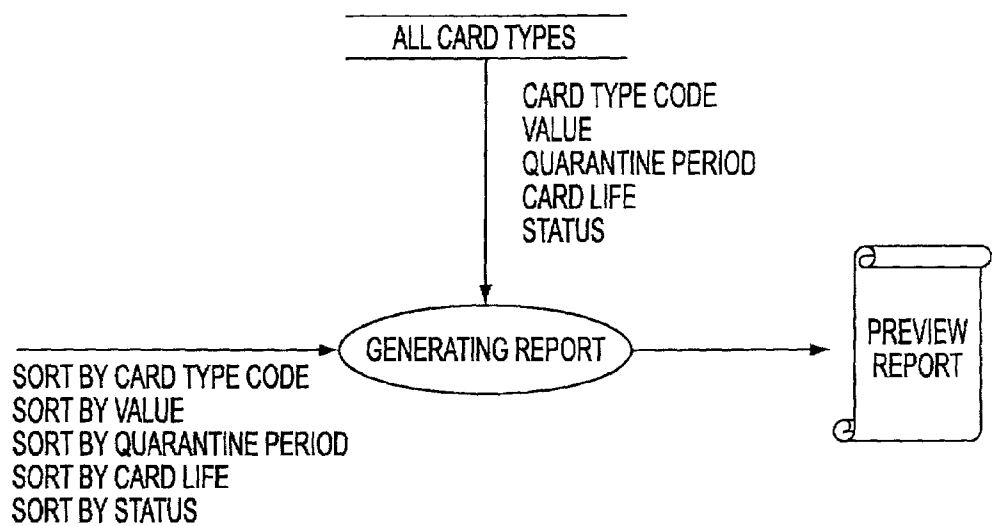 ALL CARD TYPES
CARD TYPE CODE
VALUE
QUARANTINE PERIOD
CARD LIFE
STATUS
GENERATING REPORT
PREVIEW
REPORT
SORT BY CARD TYPE CODE
SORT BY VALUE
SORT BY QUARANTINE PERIOD
SORT BY CARD LIFE
SORT BY STATUS